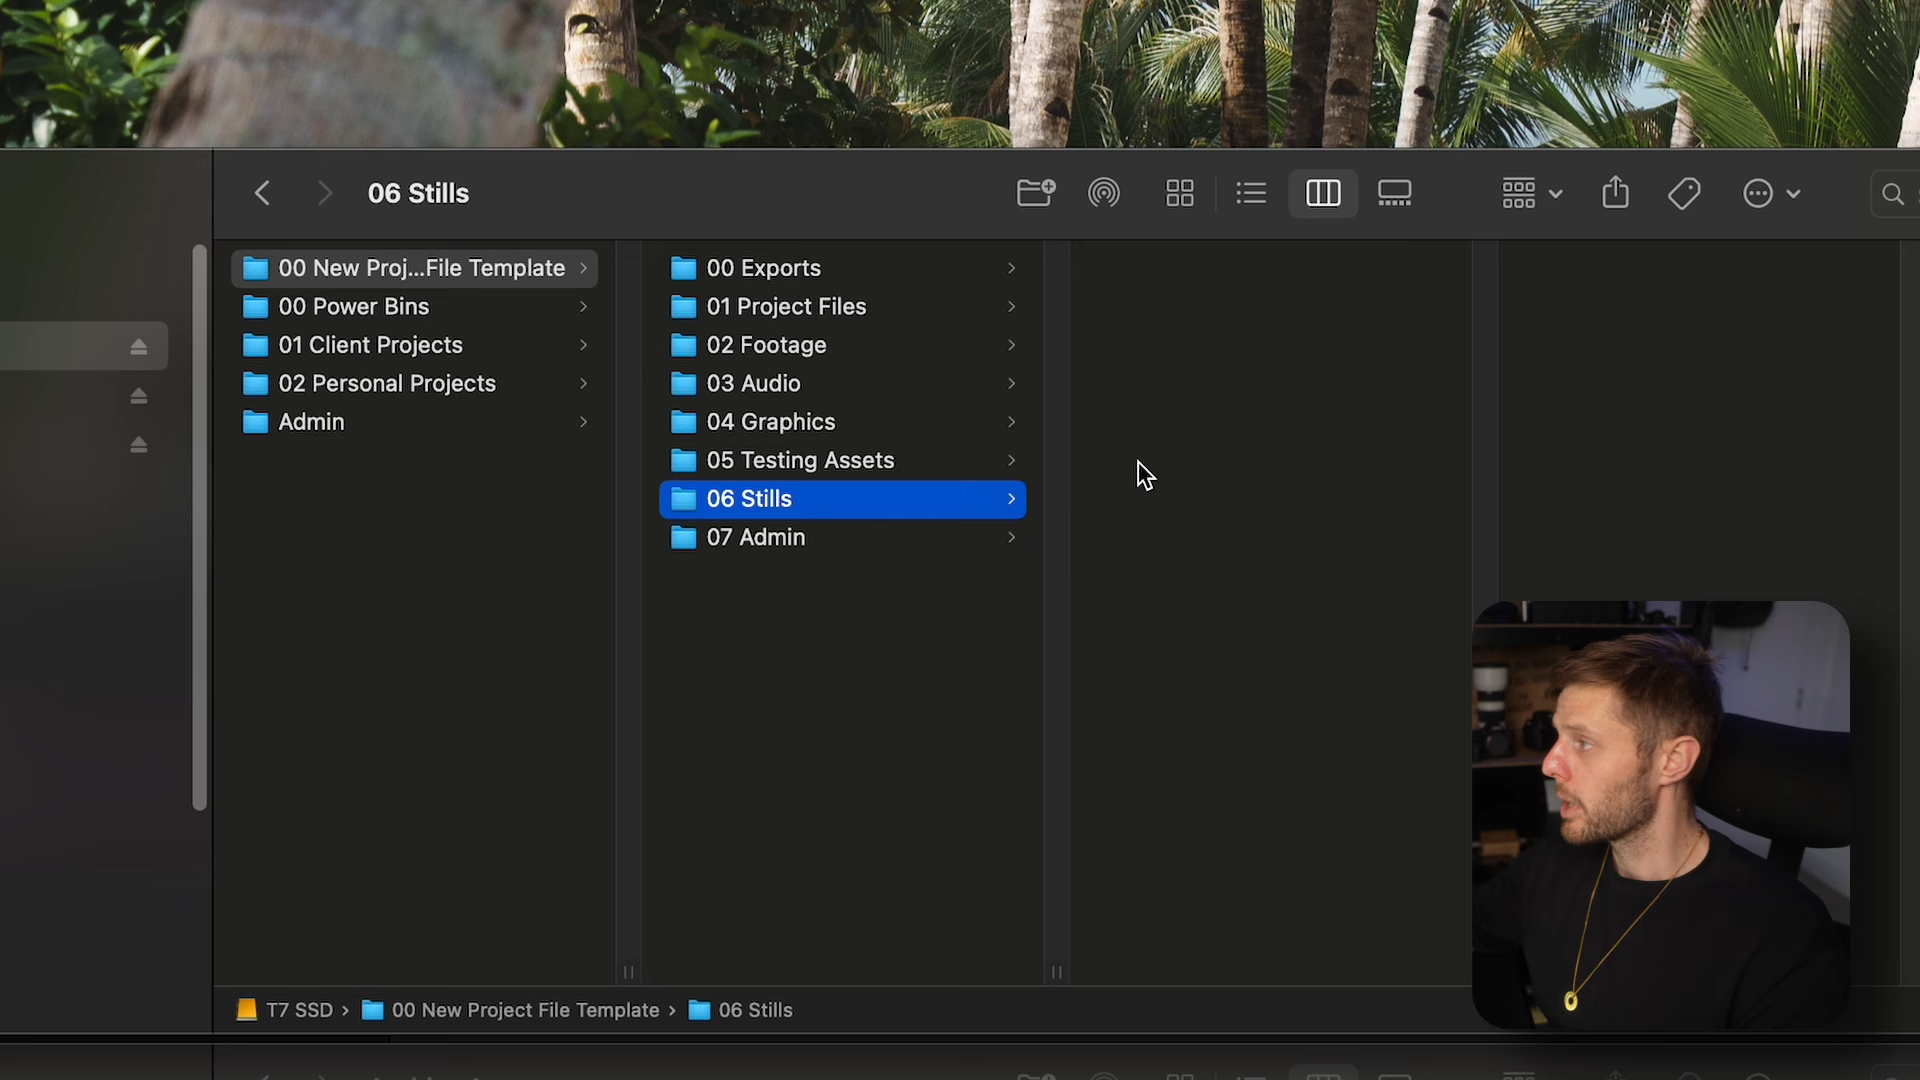 06 Stills
00 New Proj...File Template
00 Power Bins
01 Client Projects
02 Personal Projects
Admin
00 Exports
01 Project Files
02 Footage
03 Audio
04 Graphics
05 Testing Assets
06 Stills
07 Admin
T7 SSD › 00 New Project File Template › 06 Stills